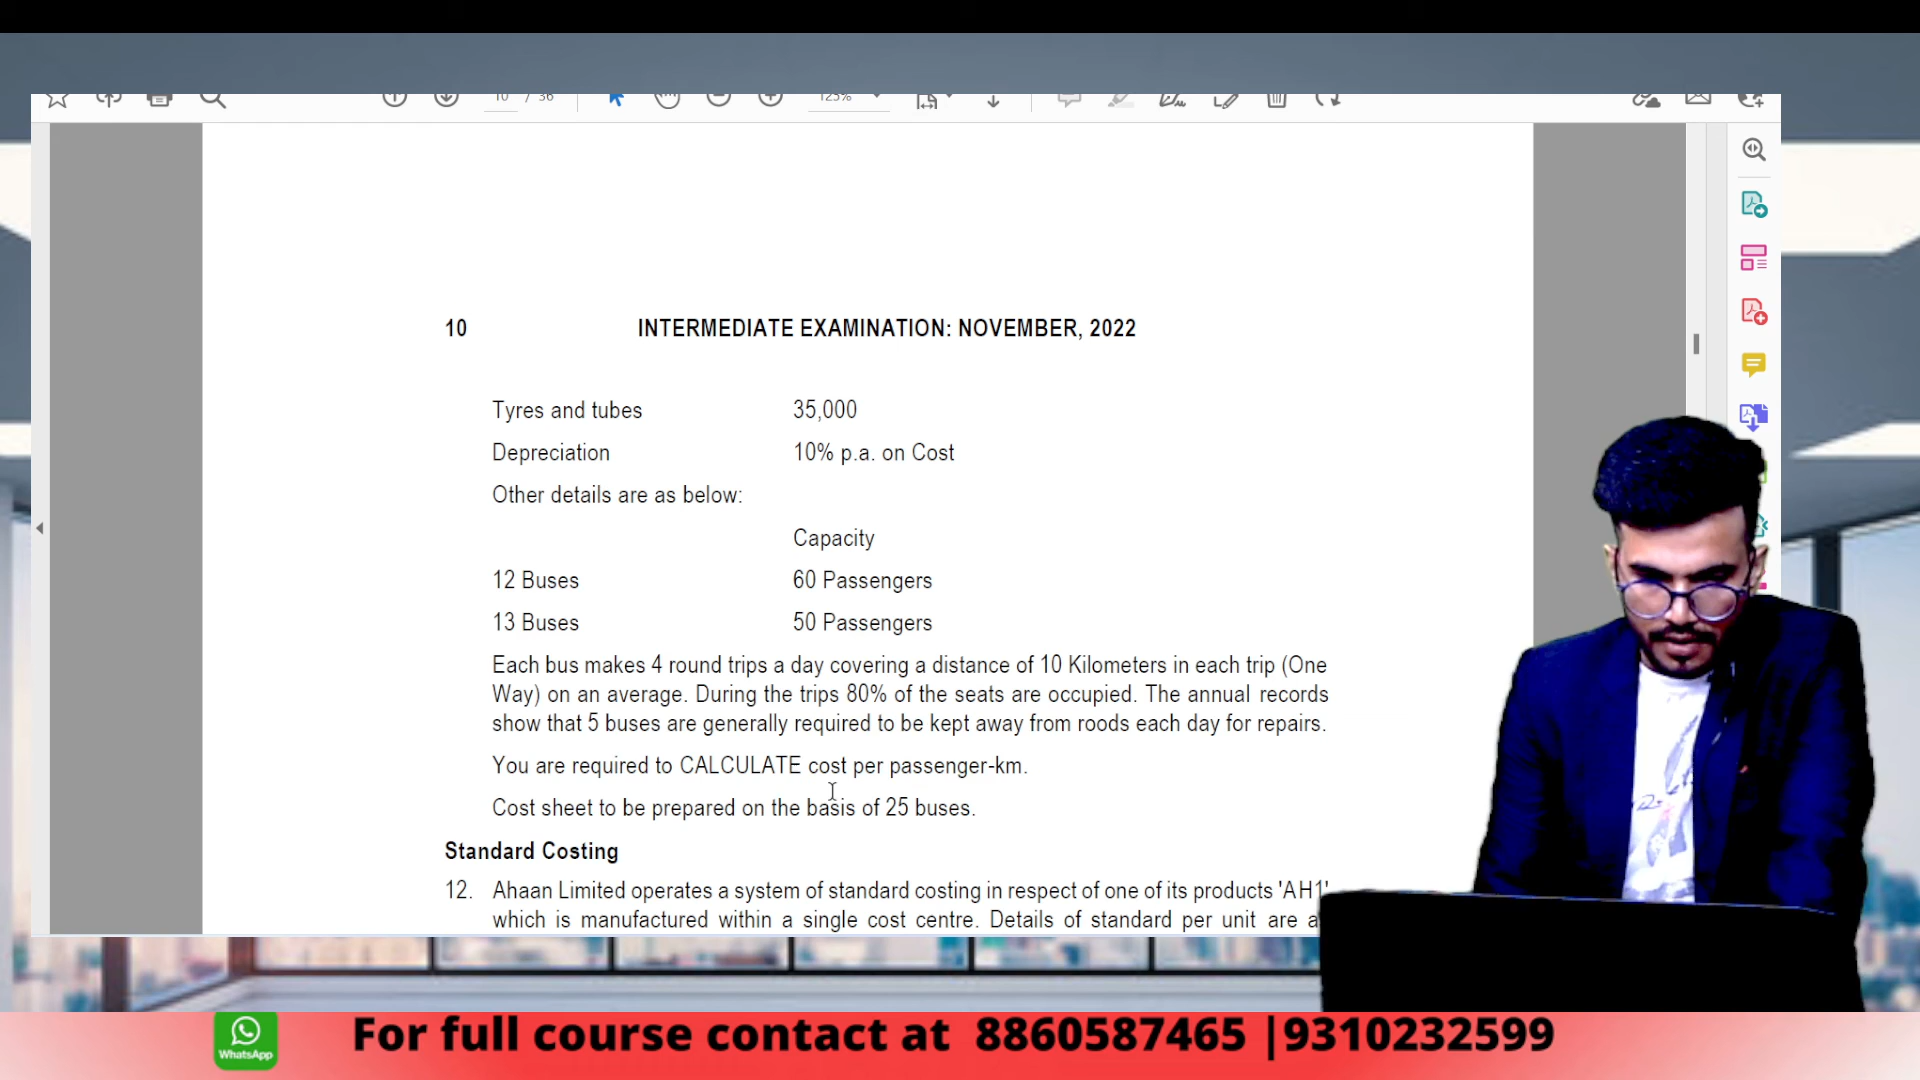 10 / 36
125%
10 INTERMEDIATE EXAMINATION: NOVEMBER, 2022
Tyres and tubes 35,000
Depreciation 10% p.a. on Cost
Other details are as below:
Capacity
12 Buses 60 Passengers
13 Buses 50 Passengers
Each bus makes 4 round trips a day covering a distance of 10 Kilometers in each trip (One
Way) on an average. During the trips 80% of the seats are occupied. The annual records
show that 5 buses are generally required to be kept away from roods each day for repairs.
You are required to CALCULATE cost per passenger-km.
Cost sheet to be prepared on the basis of 25 buses.
Standard Costing
12. Ahaan Limited operates a system of standard costing in respect of one of its products 'AH1'
which is manufactured within a single cost centre. Details of standard per unit are
WhatsApp
For full course contact at 8860587465 |9310232599